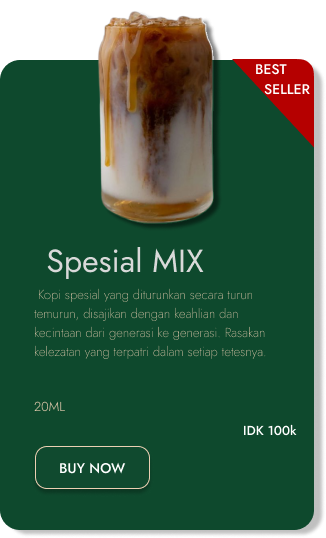 BEST
SELLER
Spesial MIX
Kopi spesial yang diturunkan secara turun
temurun, disajikan dengan keahlian dan
kecintaan dari generasi ke generasi. Rasakan
kelezatan yang terpatri dalam setiap tetesnya.
20ML
IDK 100k
BUY NOW